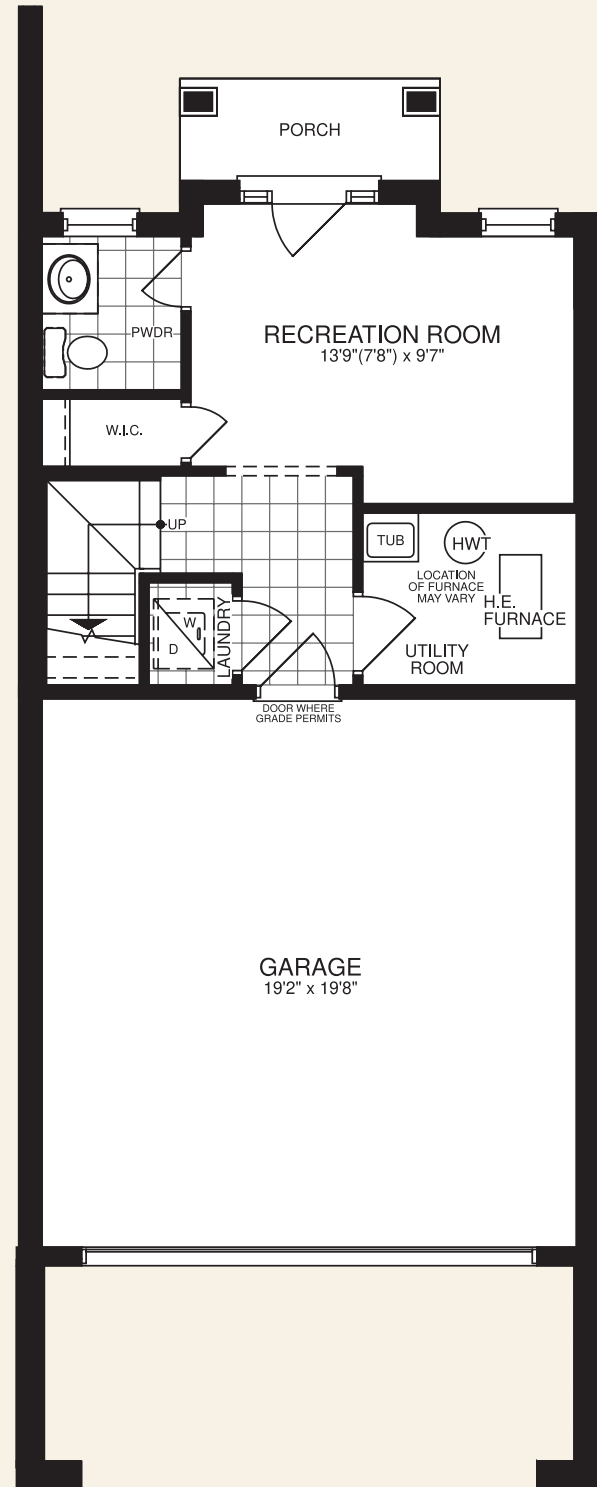 PORCH
RECREATION ROOM
13'9"(7'8") x 9'7"
PWDR
W.I.C.
UP
TUB
HWT
LOCATION
OF FURNACE
MAY VARY
H.E.
FURNACE
W
D
LAUNDRY
UTILITY
ROOM
DOOR WHERE
GRADE PERMITS
GARAGE
19'2" x 19'8"